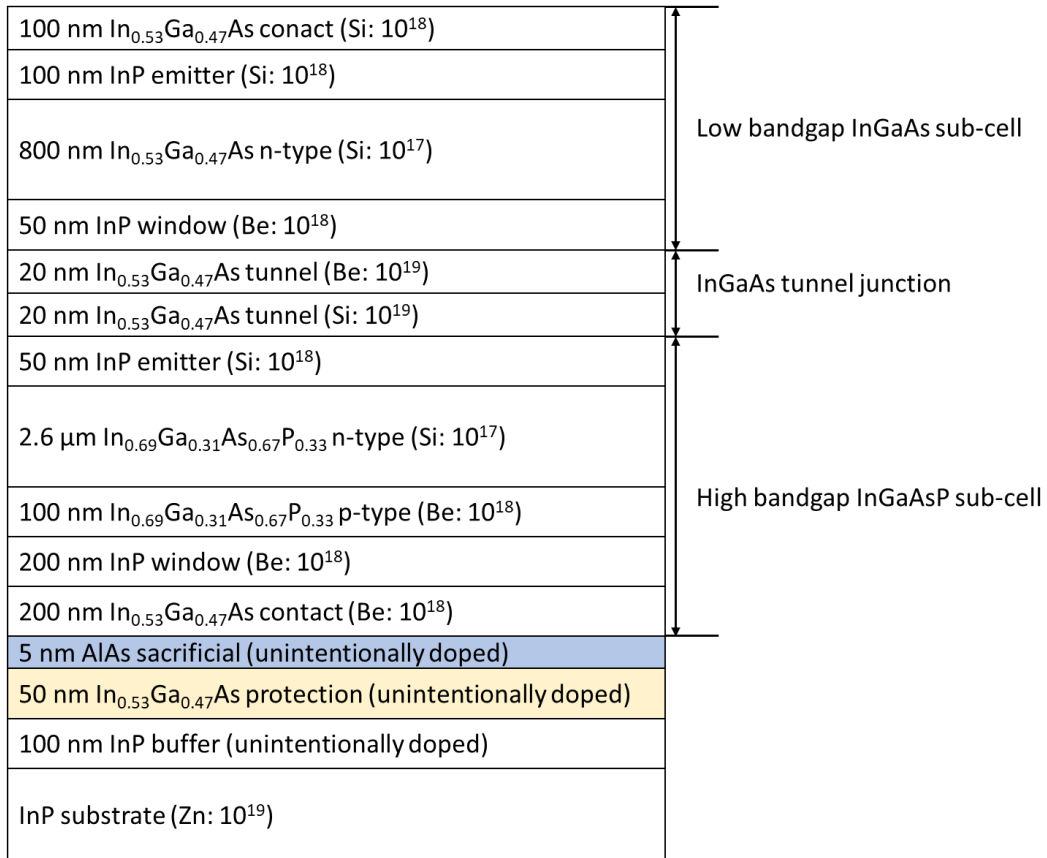 100 nm In₀.₅₃Ga₀.₄₇As conact (Si: 10¹⁸)
100 nm InP emitter (Si: 10¹⁸)
800 nm In₀.₅₃Ga₀.₄₇As n-type (Si: 10¹⁷)
50 nm InP window (Be: 10¹⁸)
Low bandgap InGaAs sub-cell
20 nm In₀.₅₃Ga₀.₄₇As tunnel (Be: 10¹⁹)
20 nm In₀.₅₃Ga₀.₄₇As tunnel (Si: 10¹⁹)
InGaAs tunnel junction
50 nm InP emitter (Si: 10¹⁸)
2.6 µm In₀.₆₉Ga₀.₃₁As₀.₆₇P₀.₃₃ n-type (Si: 10¹⁷)
100 nm In₀.₆₉Ga₀.₃₁As₀.₆₇P₀.₃₃ p-type (Be: 10¹⁸)
200 nm InP window (Be: 10¹⁸)
200 nm In₀.₅₃Ga₀.₄₇As contact (Be: 10¹⁸)
High bandgap InGaAsP sub-cell
5 nm AlAs sacrificial (unintentionally doped)
50 nm In₀.₅₃Ga₀.₄₇As protection (unintentionally doped)
100 nm InP buffer (unintentionally doped)
InP substrate (Zn: 10¹⁹)